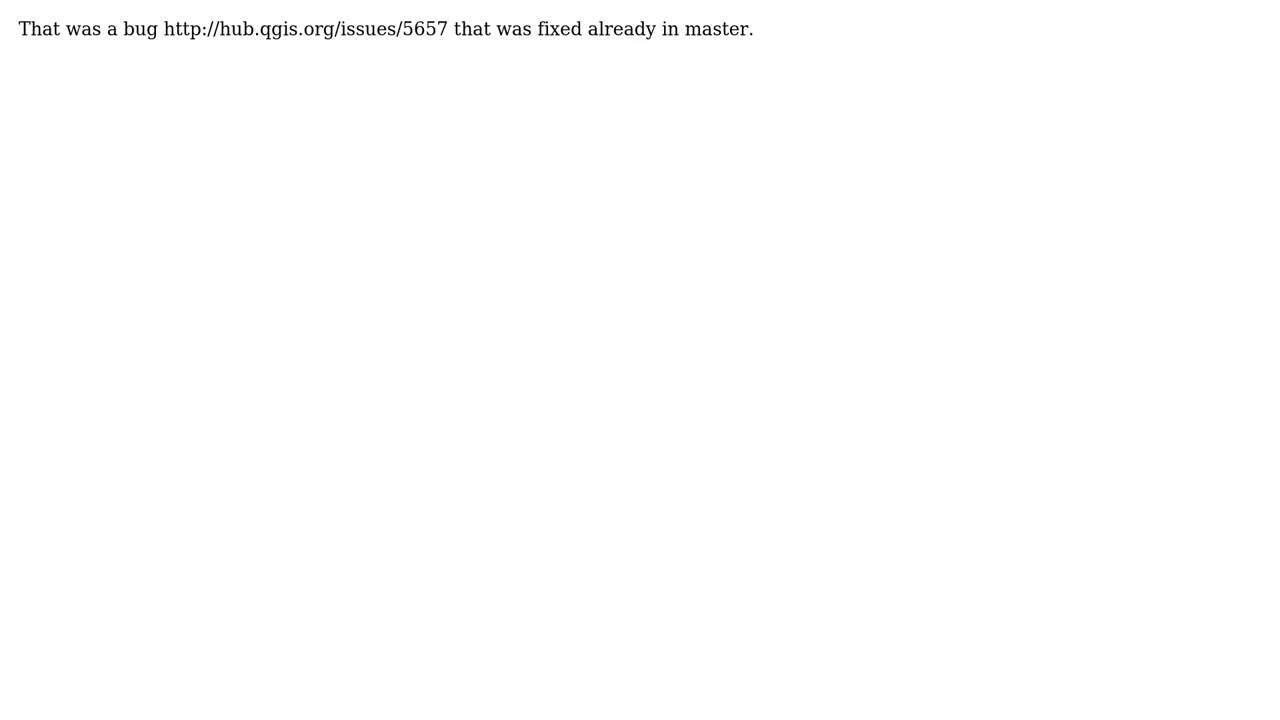 That was a bug http://hub.qgis.org/issues/5657 that was fixed already in master.